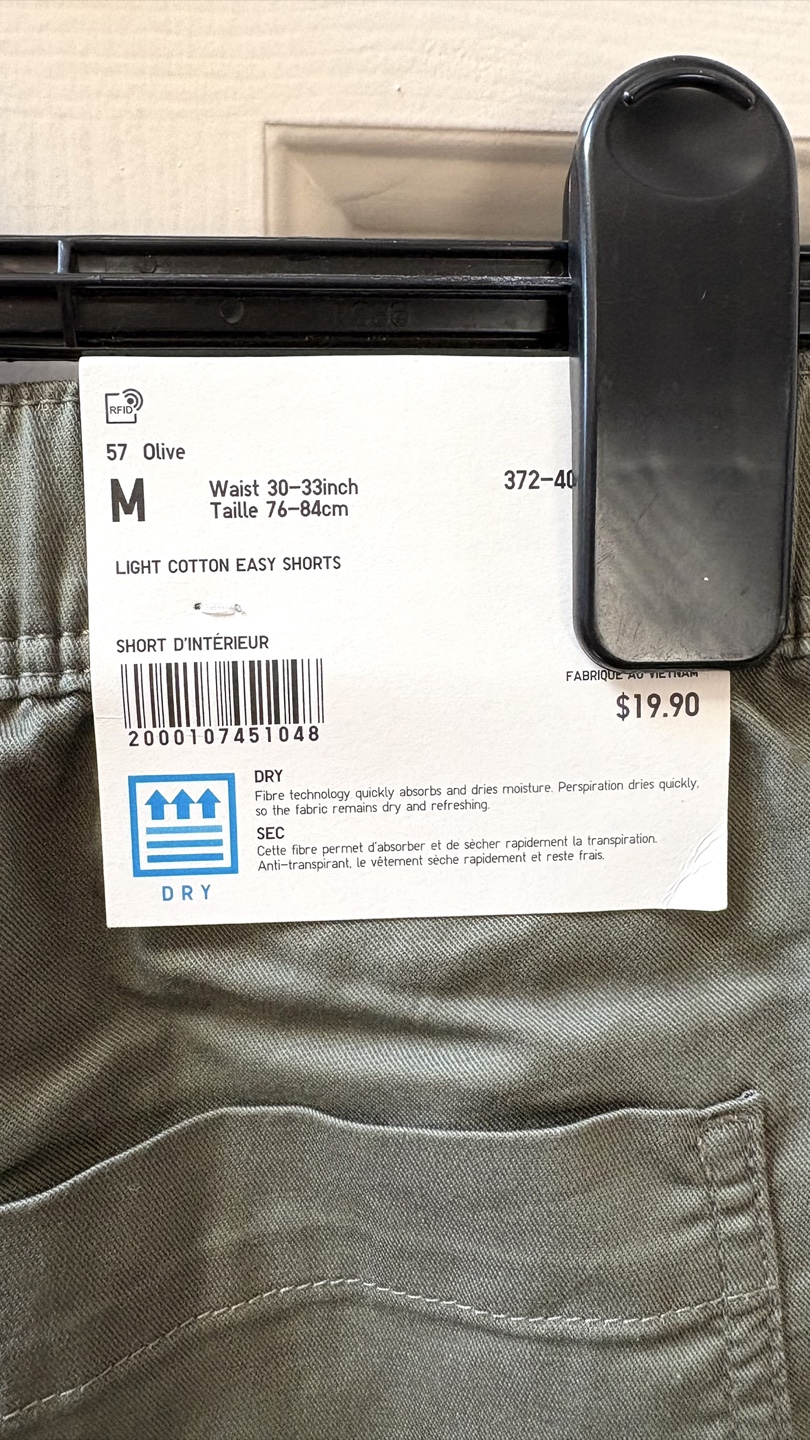 RFID
57 Olive
M
Waist 30-33inch
Taille 76-84cm
372-40
LIGHT COTTON EASY SHORTS
SHORT D'INTÉRIEUR
FABRIQUÉ AU VIETNAM
2000107451048
$19.90
DRY
Fibre technology quickly absorbs and dries moisture. Perspiration dries quickly,
so the fabric remains dry and refreshing.
SEC
Cette fibre permet d'absorber et de sècher rapidement la transpiration.
Anti-transpirant, le vêtement sèche rapidement et reste frais.
DRY